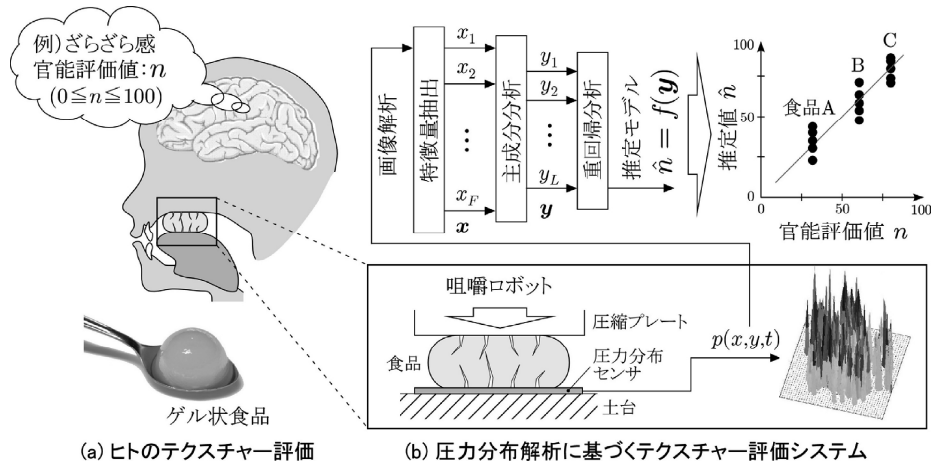 例）ざらざら感
官能評価値：n
(0≦n≦100)
ゲル状食品
(a) ヒトのテクスチャー評価
画像解析
特徴量抽出
x₁
x₂
…
x_F
x
主成分分析
y₁
y₂
…
y_L
y
重回帰分析
推定モデル
n̂ = f(y)
推定値 n̂
100
50
0
食品A
B
C
0
50
100
官能評価値 n
咀嚼ロボット
圧縮プレート
食品
圧力分布
センサ
土台
p(x,y,t)
(b) 圧力分布解析に基づくテクスチャー評価システム